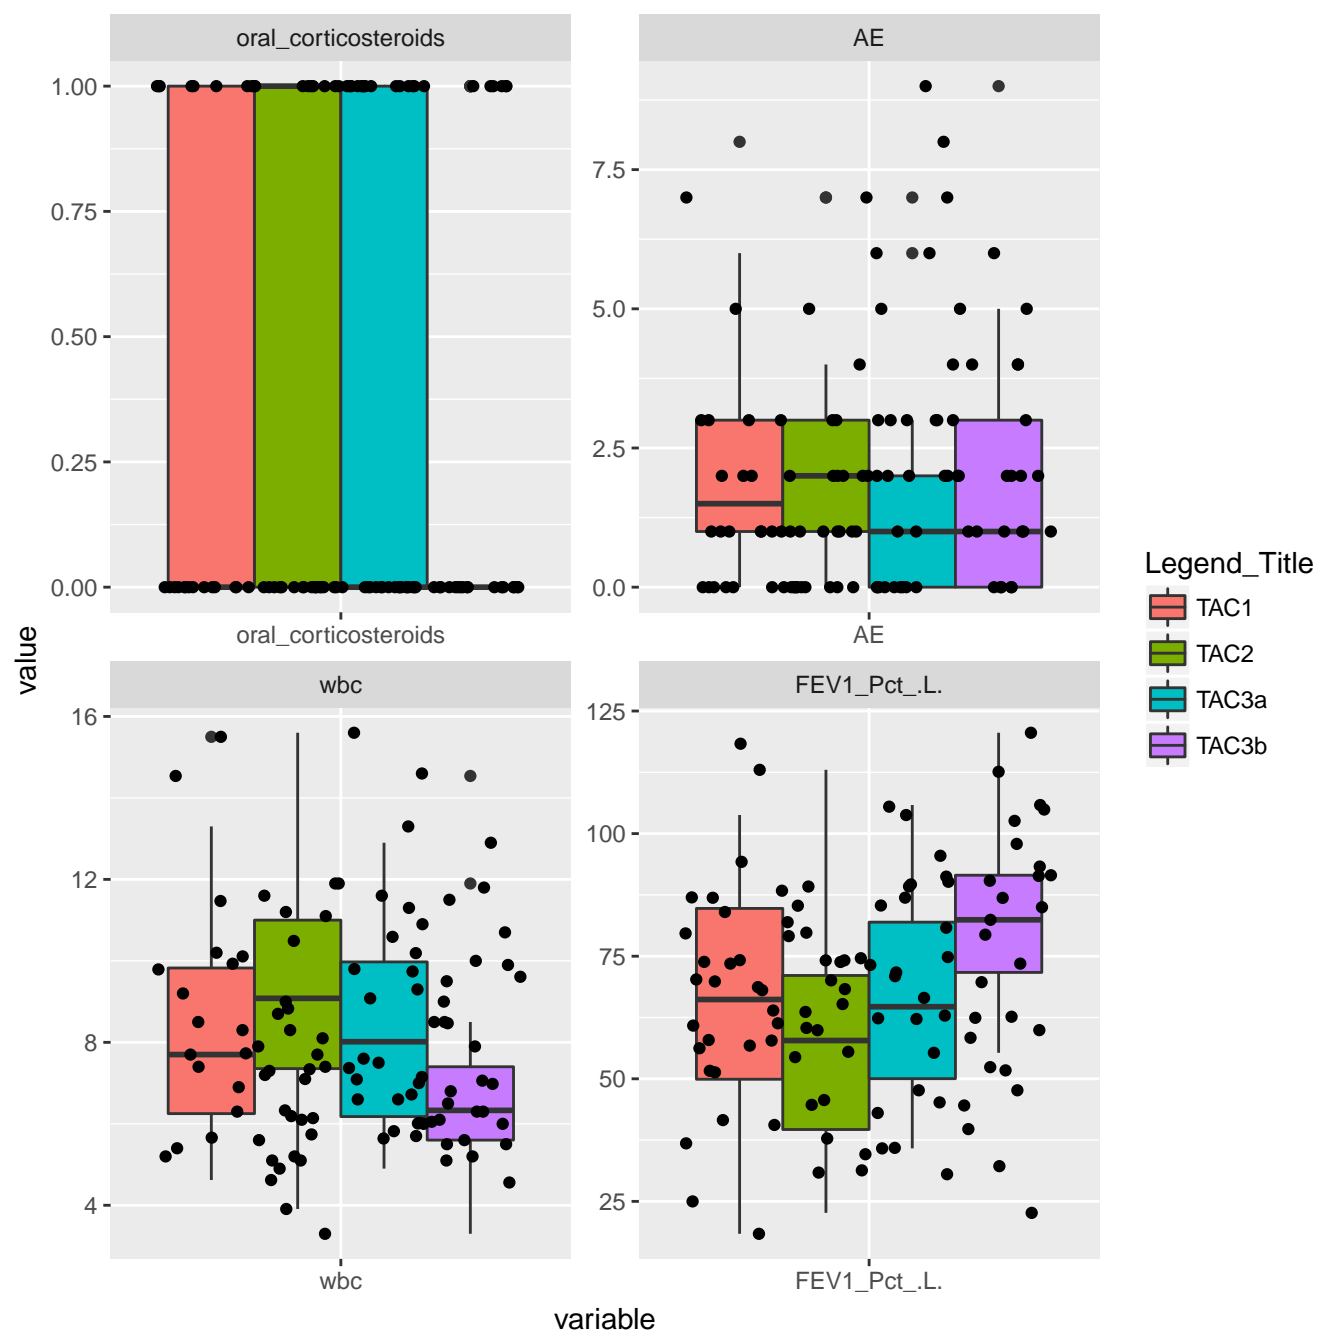 oral_corticosteroids
AE
1.00
0.75
0.50
0.25
0.00
7.5
5.0
2.5
0.0
oral_corticosteroids
AE
value
wbc
FEV1_Pct_.L.
16
12
8
4
125
100
75
50
25
wbc
FEV1_Pct_.L.
variable
Legend_Title
TAC1
TAC2
TAC3a
TAC3b